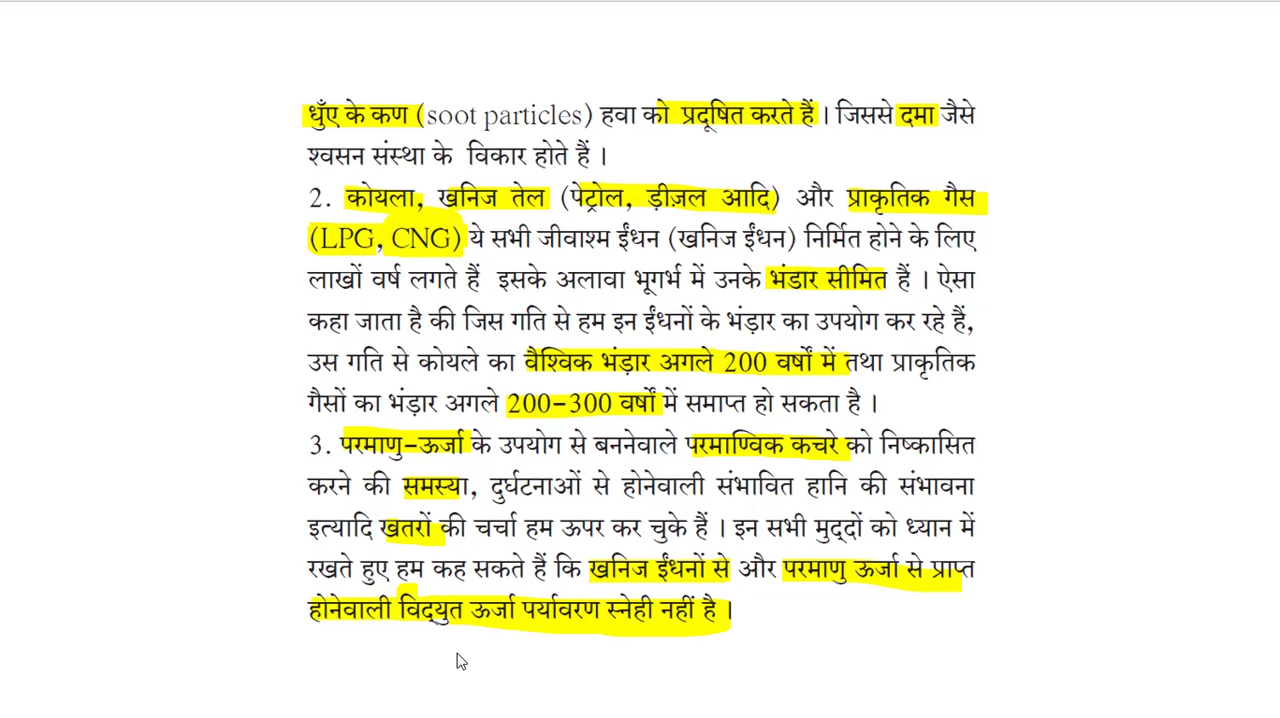 धुँए के कण (soot particles) हवा को प्रदूषित करते हैं । जिससे दमा जैसे
श्वसन संस्था के विकार होते हैं ।
2. कोयला, खनिज तेल (पेट्रोल, ड़ीज़ल आदि) और प्राकृतिक गैस
(LPG, CNG) ये सभी जीवाश्म ईंधन (खनिज ईंधन) निर्मित होने के लिए
लाखों वर्ष लगते हैं इसके अलावा भूगर्भ में उनके भंडार सीमित हैं । ऐसा
कहा जाता है की जिस गति से हम इन ईंधनों के भंड़ार का उपयोग कर रहे हैं,
उस गति से कोयले का वैश्विक भंड़ार अगले 200 वर्षों में तथा प्राकृतिक
गैसों का भंड़ार अगले 200-300 वर्षों में समाप्त हो सकता है ।
3. परमाणु-ऊर्जा के उपयोग से बननेवाले परमाण्विक कचरे को निष्कासित
करने की समस्या, दुर्घटनाओं से होनेवाली संभावित हानि की संभावना
इत्यादि खतरों की चर्चा हम ऊपर कर चुके हैं । इन सभी मुद्‌दों को ध्यान में
रखते हुए हम कह सकते हैं कि खनिज ईंधनों से और परमाणु ऊर्जा से प्राप्त
होनेवाली विद्‌युत ऊर्जा पर्यावरण स्नेही नहीं है ।